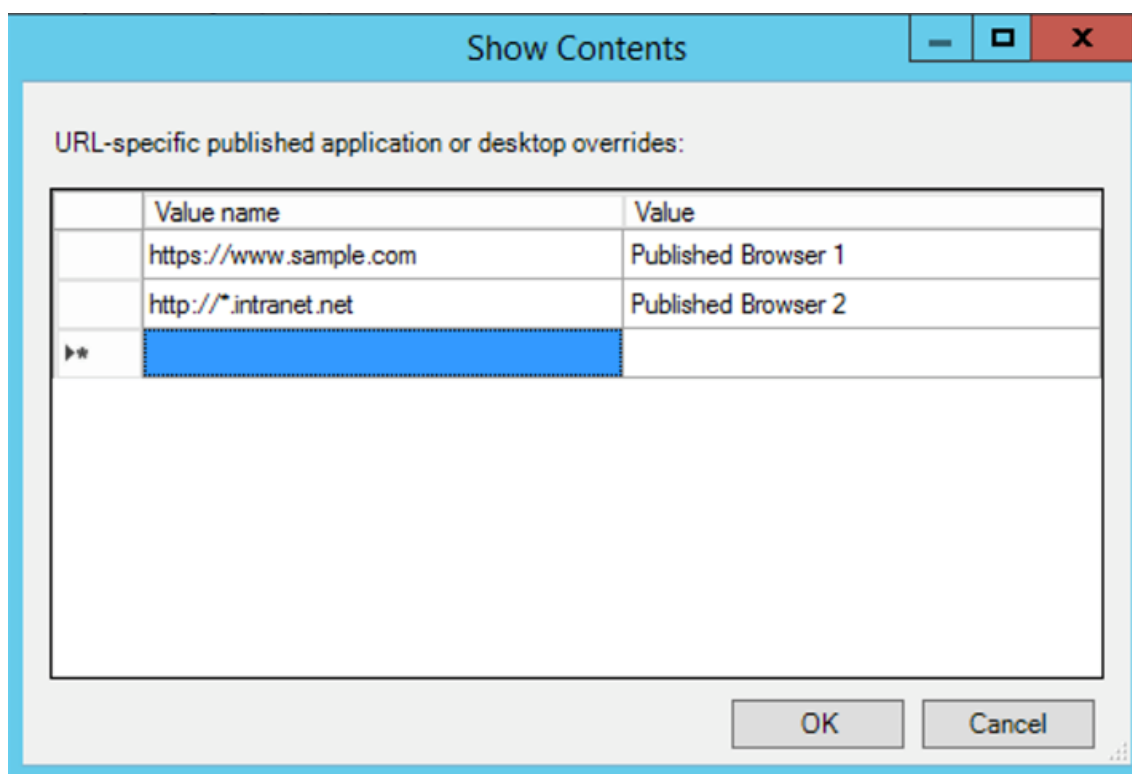 Show Contents
URL-specific published application or desktop overrides:
Value name Value
https://www.sample.com Published Browser 1
http://*.intranet.net Published Browser 2
OK Cancel